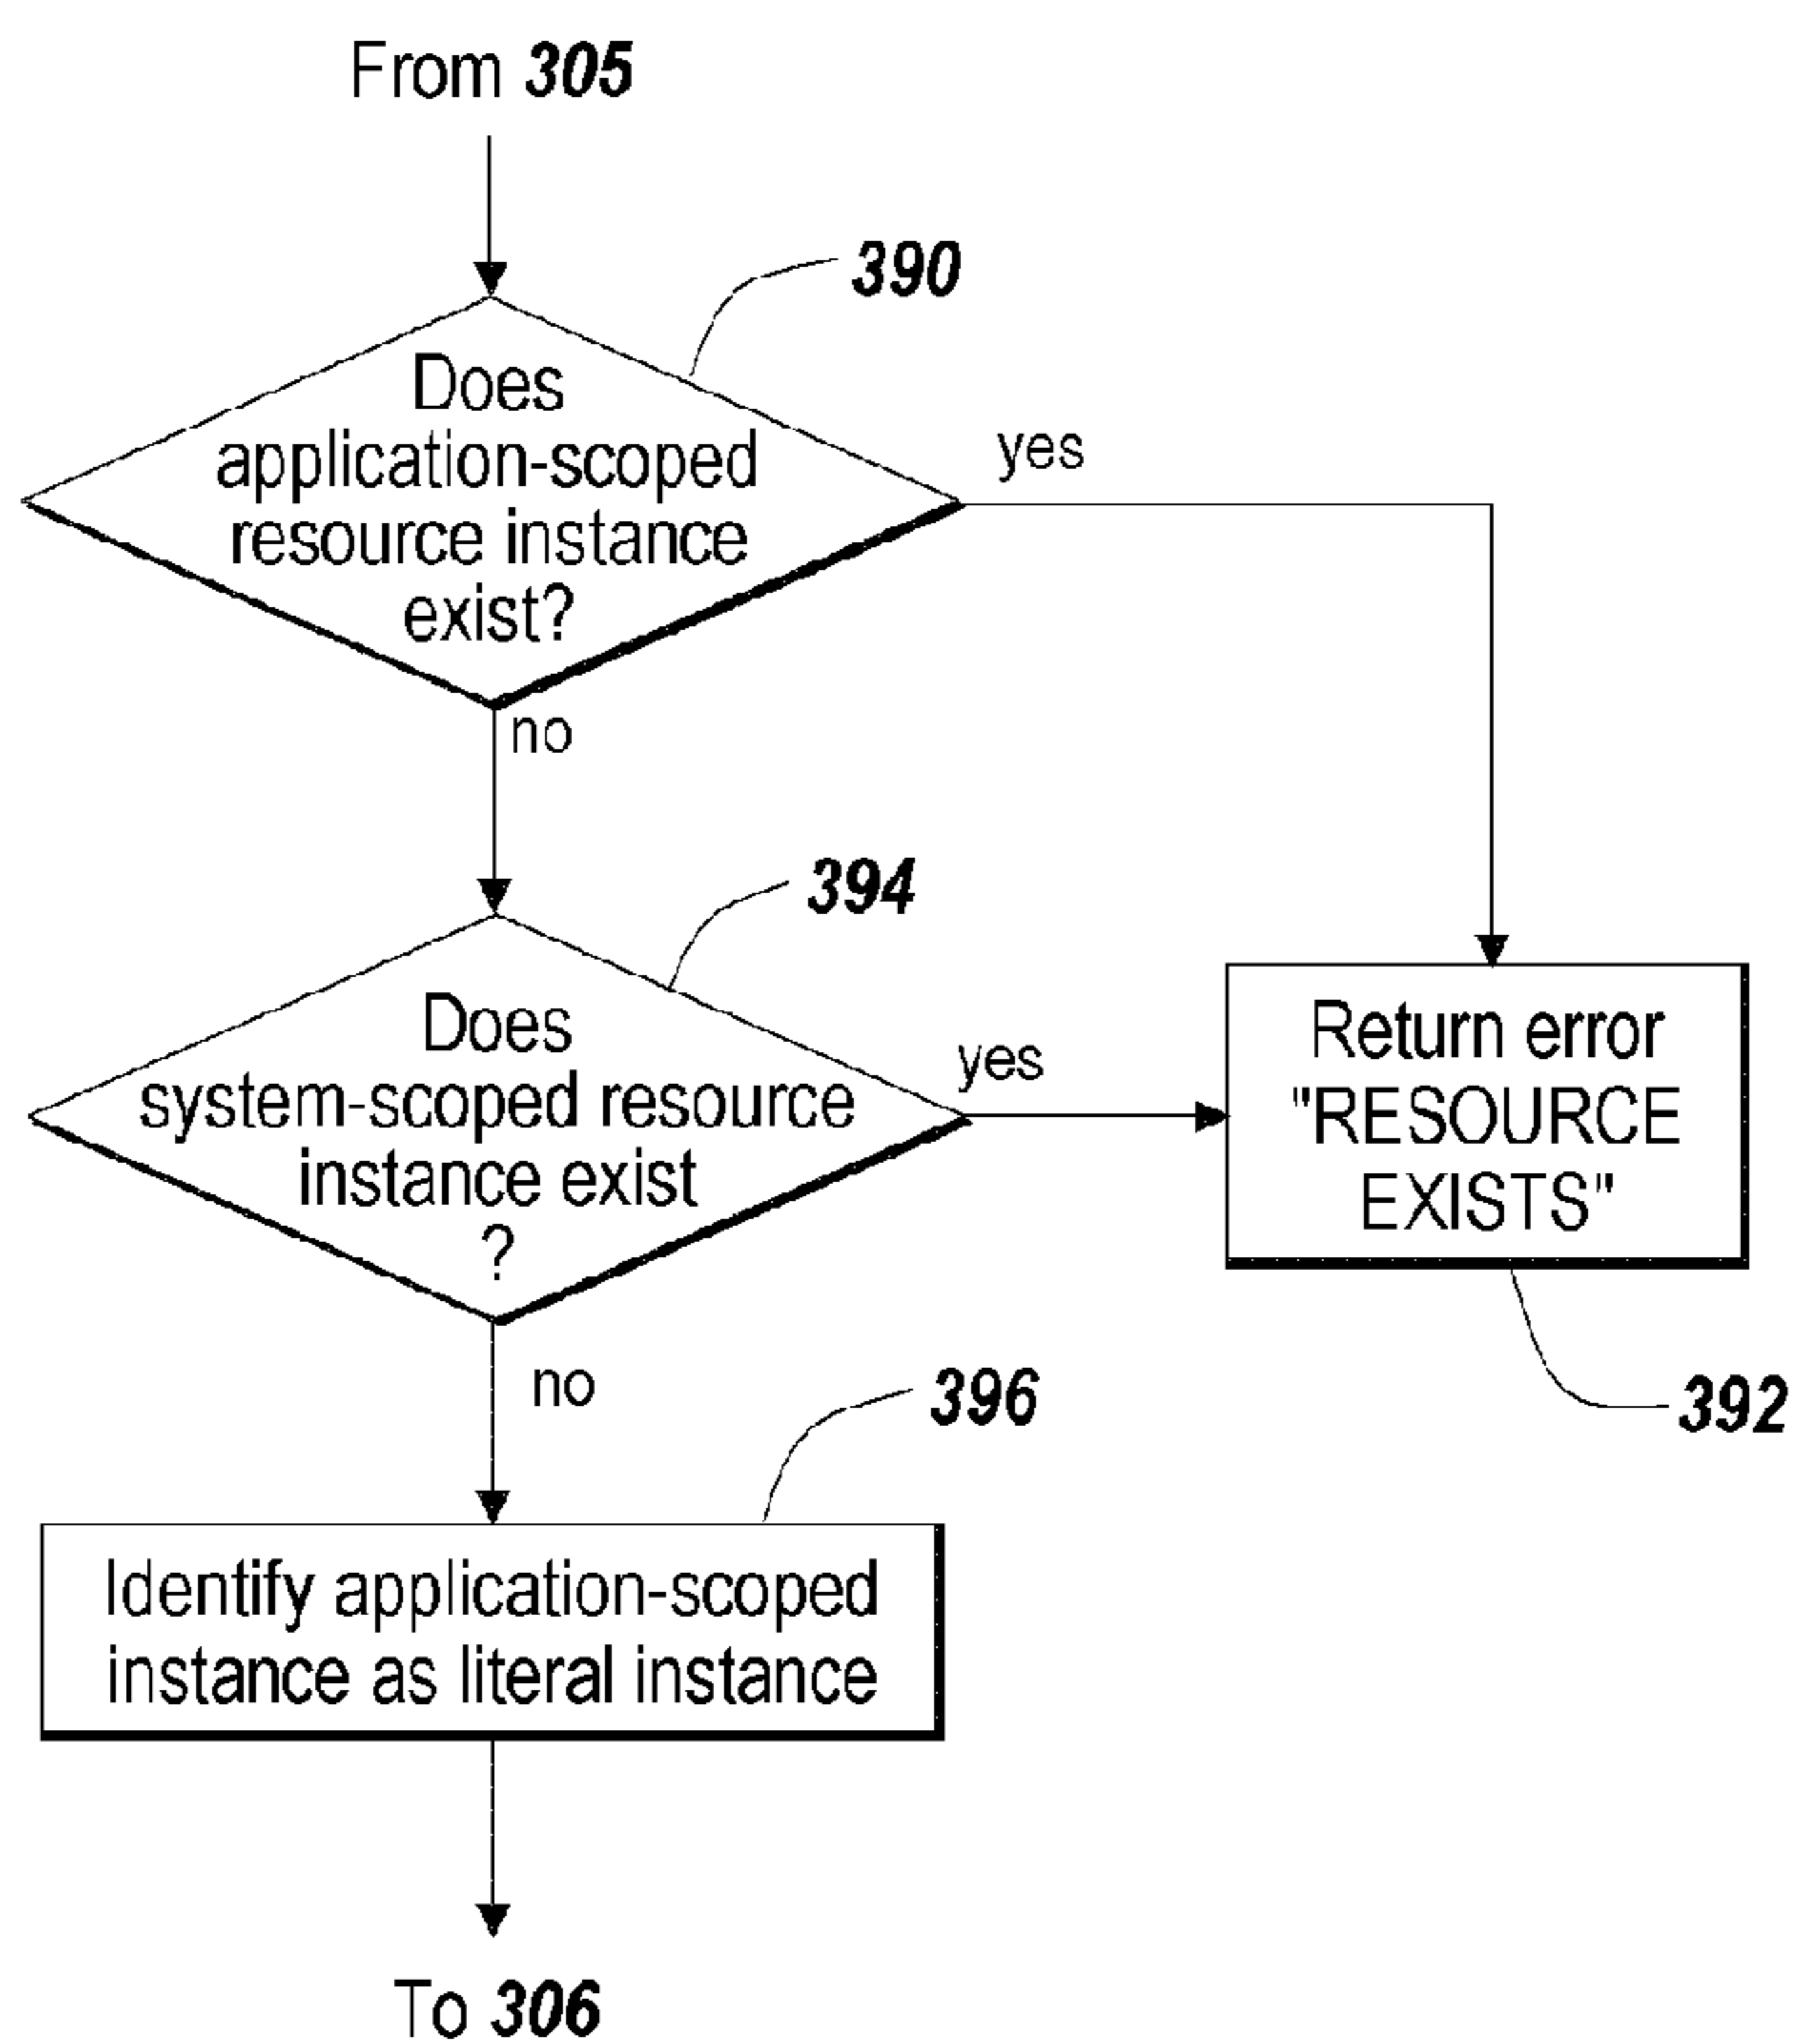 From 305
390
Does
application-scoped
resource instance
exist?
yes
no
394
Does
system-scoped resource
instance exist
?
yes
Return error
"RESOURCE
EXISTS"
392
no
396
Identify application-scoped
instance as literal instance
To 306